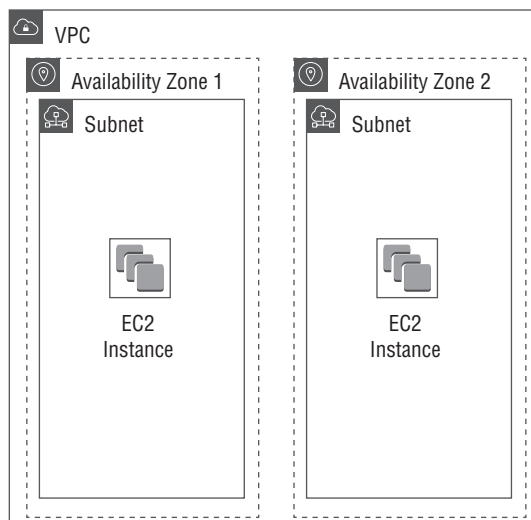 VPC
Availability Zone 1
Availability Zone 2
Subnet
Subnet
EC2
Instance
EC2
Instance